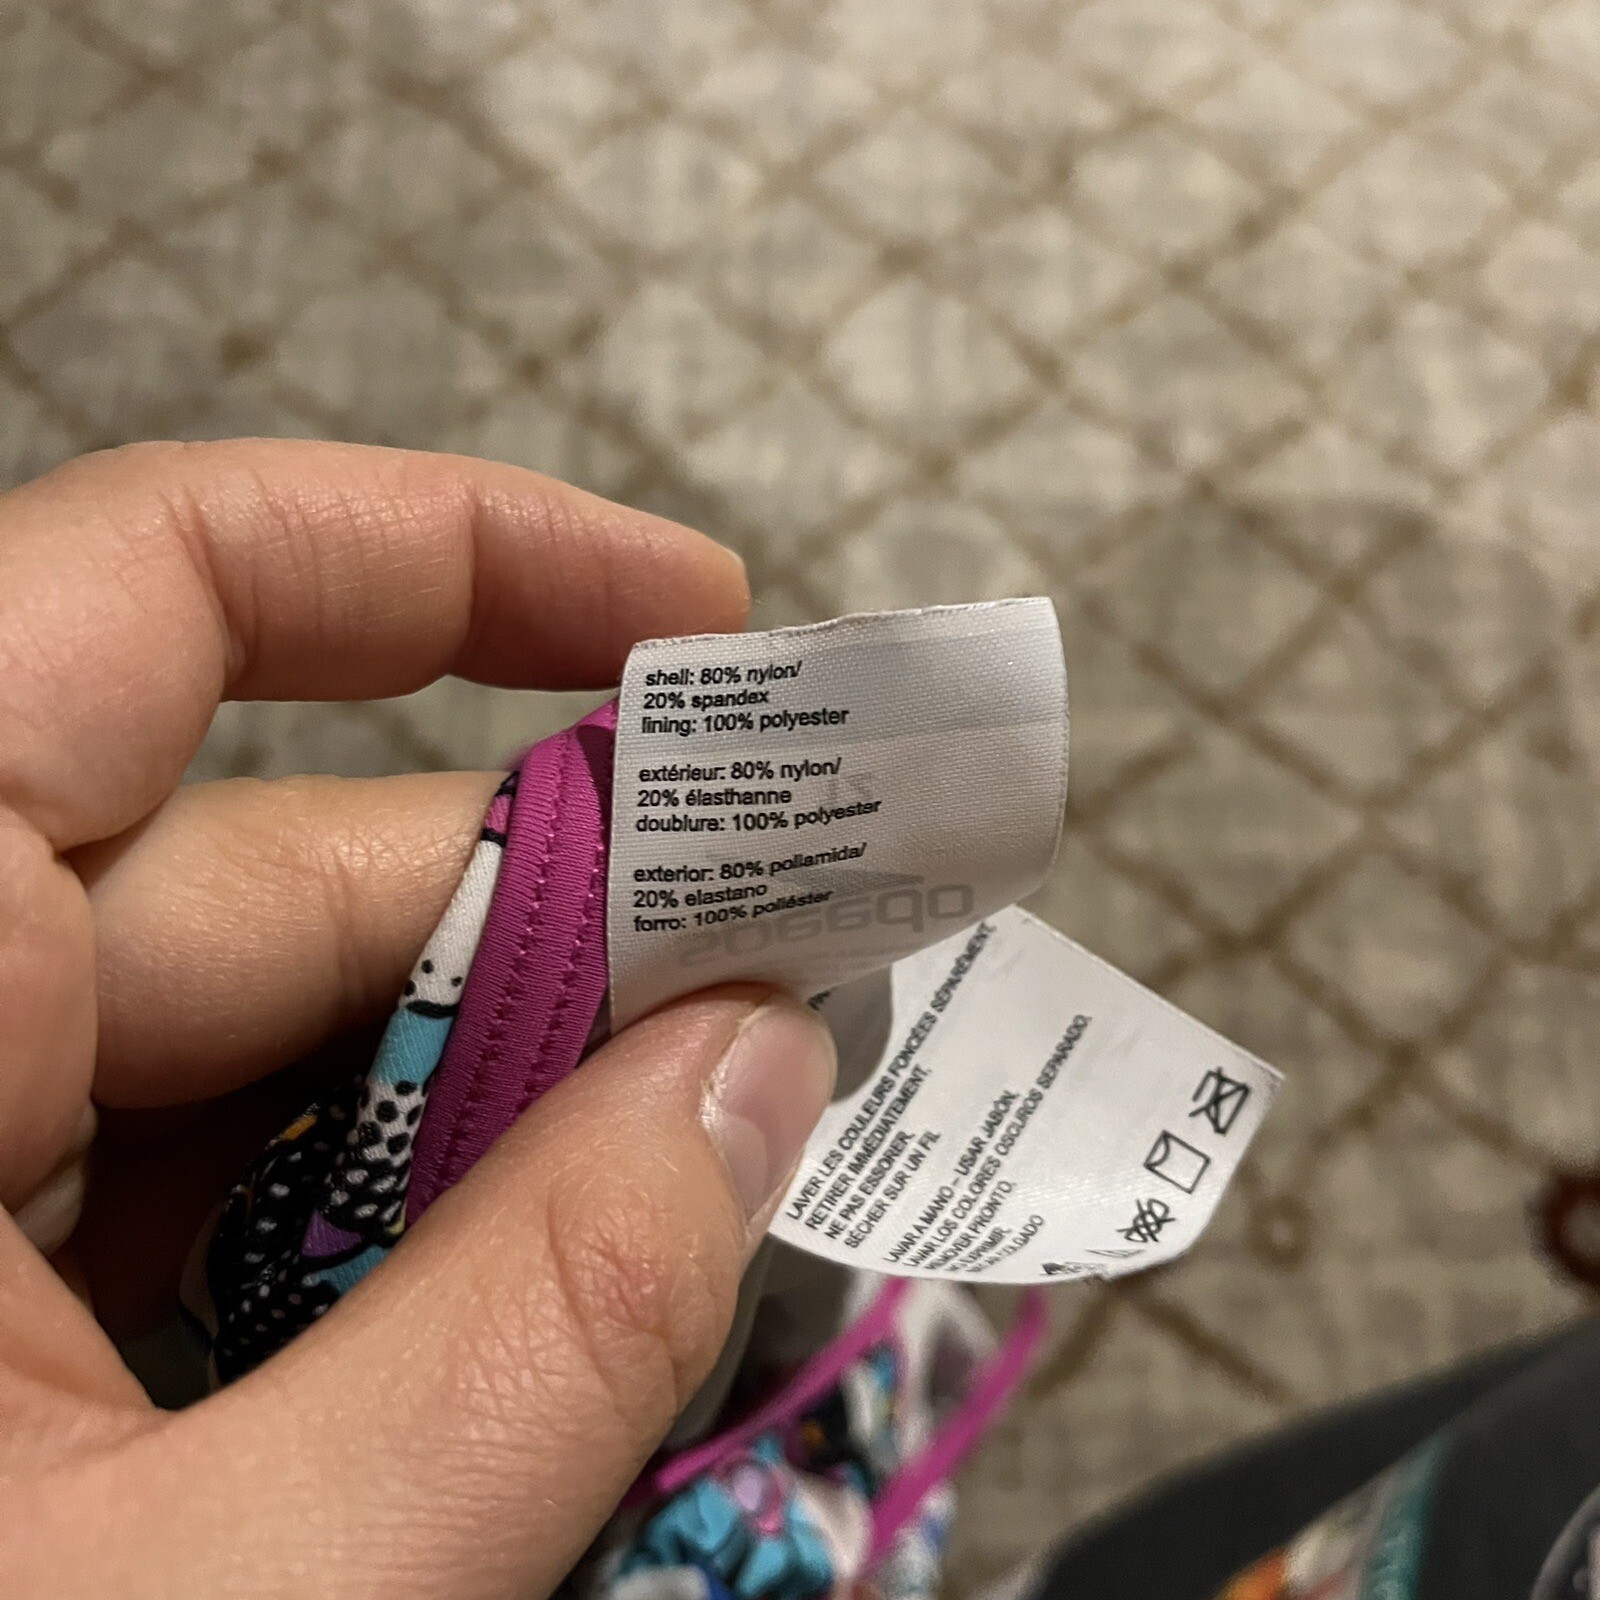 shell: 80% nylon/
20% spandex
lining: 100% polyester
extérieur: 80% nylon/
20% élasthanne
doublure: 100% polyester
exterior: 80% poliamida/
20% elastano
forro: 100% poliéster
LAVER LES COULEURS FONCÉES SÉPARÉMENT.
RETIRER IMMÉDIATEMENT.
NE PAS ESSORER.
SÉCHER SUR UN FIL
LAVAR A MANO – USAR JABÓN.
LAVAR LOS COLORES OSCUROS SEPARADO.
REMOVER PRONTO.